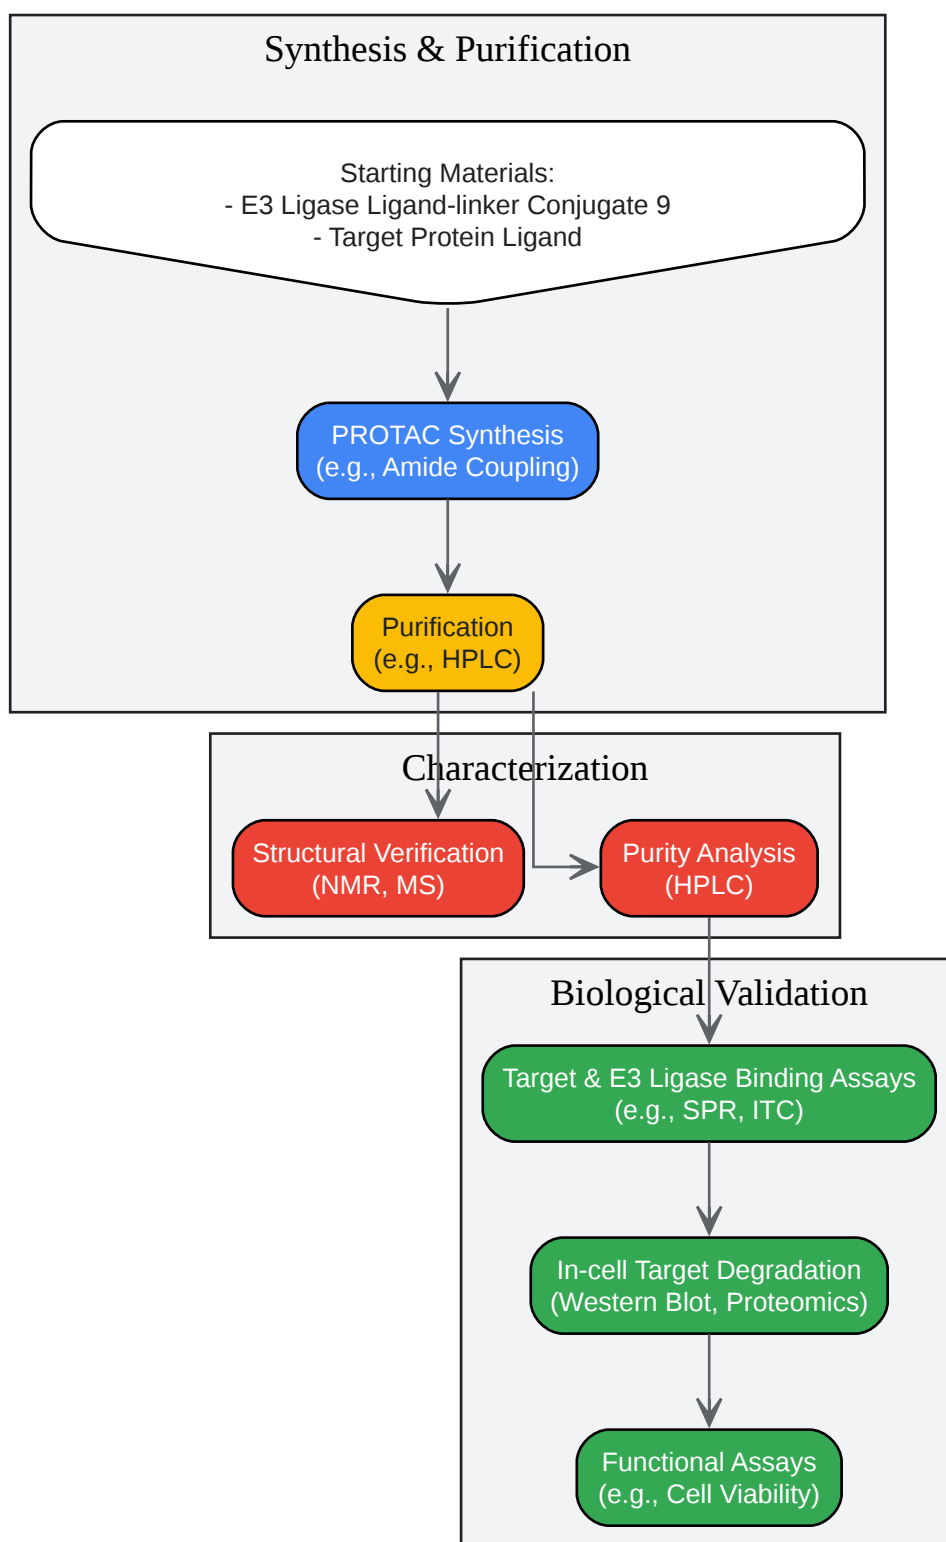 Synthesis & Purification
Starting Materials:
- E3 Ligase Ligand-linker Conjugate 9
- Target Protein Ligand
PROTAC Synthesis
(e.g., Amide Coupling)
Purification
(e.g., HPLC)
Characterization
Structural Verification
(NMR, MS)
Purity Analysis
(HPLC)
Biological Validation
Target & E3 Ligase Binding Assays
(e.g., SPR, ITC)
In-cell Target Degradation
(Western Blot, Proteomics)
Functional Assays
(e.g., Cell Viability)